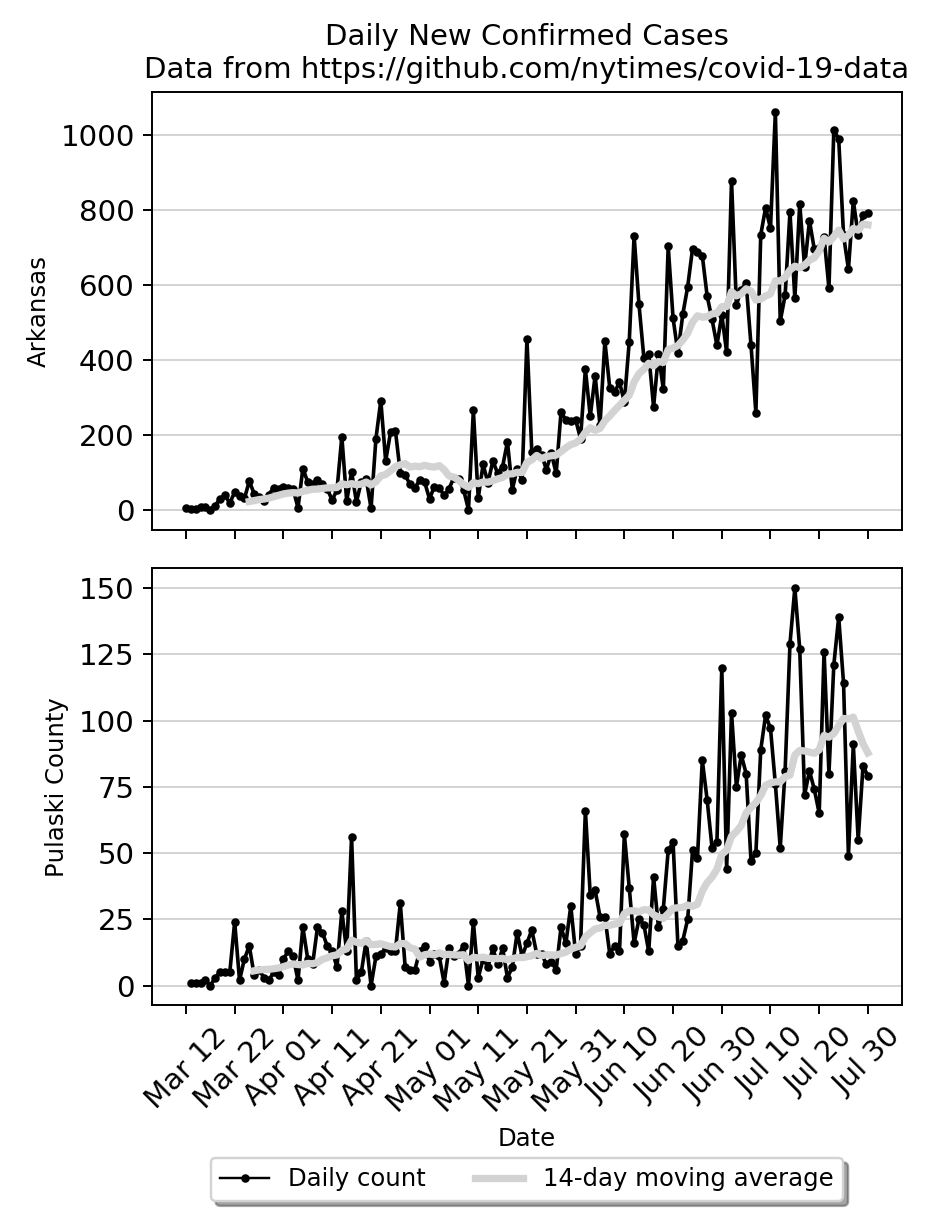 Daily New Confirmed Cases
Data from https://github.com/nytimes/covid-19-data
1000
800
600
400
200
0
Arkansas
150
125
100
75
50
25
0
Pulaski County
Mar 12
Mar 22
Apr 01
Apr 11
Apr 21
May 01
May 11
May 21
May 31
Jun 10
Jun 20
Jun 30
Jul 10
Jul 20
Jul 30
Date
Daily count 14-day moving average